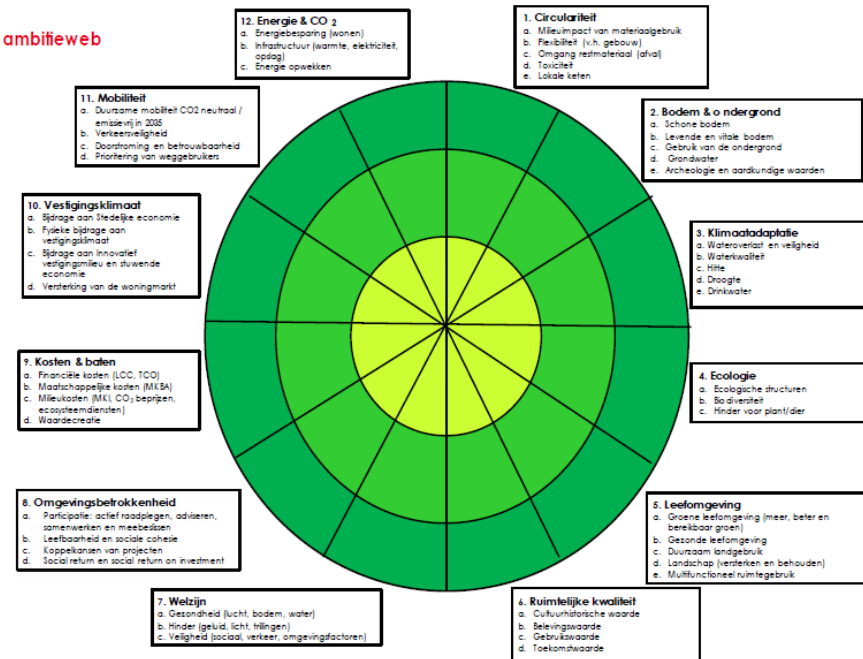 ambitieweb
12. Energie & CO 2
a. Energiebesparing (wonen)
b. Infrastructuur (warmte, elektriciteit,
opslag)
c. Energie opwekken
1. Circulariteit
a. Milieuimpact van materiaalgebruik
b. Flexibiliteit (v.h. gebouw)
c. Omgang restmateriaal (afval)
d. Toxiciteit
e. Lokale keten
11. Mobiliteit
a. Duurzame mobiliteit CO2 neutraal /
emissievrij in 2035
b. Verkeersveiligheid
c. Doorstroming en betrouwbaarheid
d. Prioritering van weggebruikers
2. Bodem & o ndergrond
a. Schone bodem
b. Levende en vitale bodem
c. Gebruik van de ondergrond
d. Grondwater
e. Archeologie en aardkundige waarden
10. Vestigingsklimaat
a. Bijdrage aan Stedelijke economie
b. Fysieke bijdrage aan
vestigingsklimaat
c. Bijdrage aan innovatief
vestigingsmilieu en stuwende
economie
d. Versterking van de woningmarkt
3. Klimaatadaptatie
a. Wateroverlast en veiligheid
b. Waterkwaliteit
c. Hitte
d. Droogte
e. Drinkwater
9. Kosten & baten
a. Financiële kosten (LCC, TCO)
b. Maatschappelijke kosten (MKBA)
c. Milieukosten (MKI, CO₂ beprijzen,
ecosysteemdiensten)
d. Waardecreatie
4. Ecologie
a. Ecologische structuren
b. Biodiversiteit
c. Hinder voor plant/dier
8. Omgevingsbetrokkenheid
a. Participatie: actief raadplegen, adviseren,
samenwerken en meebeslissen
b. Leefbaarheid en sociale cohesie
c. Koppelkansen van projecten
d. Social return en social return on investment
5. Leefomgeving
a. Groene leefomgeving (meer, beter en
bereikbaar groen)
b. Gezonde leefomgeving
c. Duurzaam landgebruik
d. Landschap (versterken en behouden)
e. Multifunctioneel ruimtegebruik
7. Welzijn
a. Gezondheid (lucht, bodem, water)
b. Hinder (geluid, licht, trillingen)
c. Veiligheid (sociaal, verkeer, omgevingsfactoren)
6. Ruimtelijke kwaliteit
a. Cultuurhistorische waarde
b. Belevingswaarde
c. Gebruikswaarde
d. Toekomstwaarde